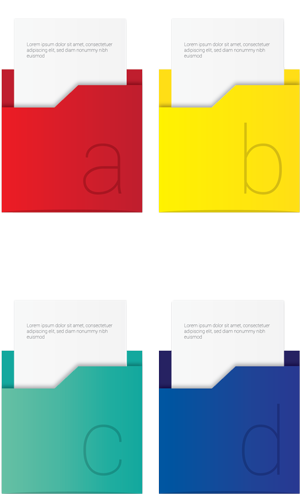 Lorem ipsum dolor sit amet, consectetuer
adipiscing elit, sed diam nonummy nibh
euismod
a
Lorem ipsum dolor sit amet, consectetuer
adipiscing elit, sed diam nonummy nibh
euismod
b
Lorem ipsum dolor sit amet, consectetuer
adipiscing elit, sed diam nonummy nibh
euismod
c
Lorem ipsum dolor sit amet, consectetuer
adipiscing elit, sed diam nonummy nibh
euismod
d